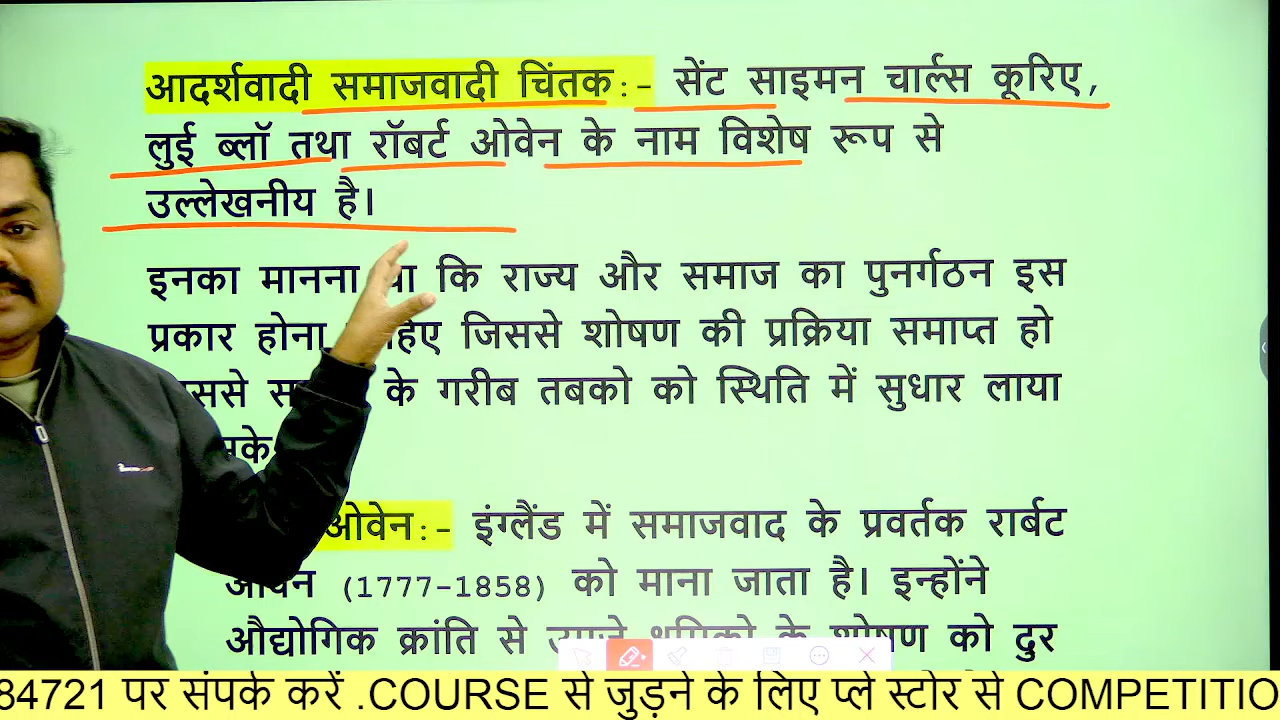 आदर्शवादी समाजवादी चिंतक:- सेंट साइमन चार्ल्स कूरिए,
लुई ब्लॉ तथा रॉबर्ट ओवेन के नाम विशेष रूप से
उल्लेखनीय है।
इनका मानना कि राज्य और समाज का पुनर्गठन इस
प्रकार होना जिससे शोषण की प्रक्रिया समाप्त हो
के गरीब तबको को स्थिति में सुधार लाया
ओवेन:- इंग्लैंड में समाजवाद के प्रवर्तक रार्बट
(1777-1858) को माना जाता है। इन्होंने
औद्योगिक क्रांति से शोषण को दुर
84721 पर संपर्क करें .COURSE से जुड़ने के लिए प्ले स्टोर से COMPETITIO